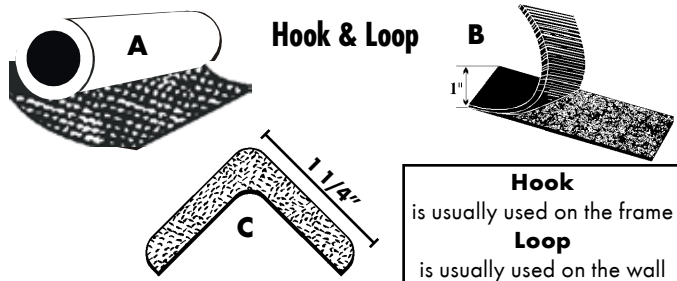 A
Hook & Loop
B
1"
1 1/4”
C
Hook
is usually used on the frame
Loop
is usually used on the wall